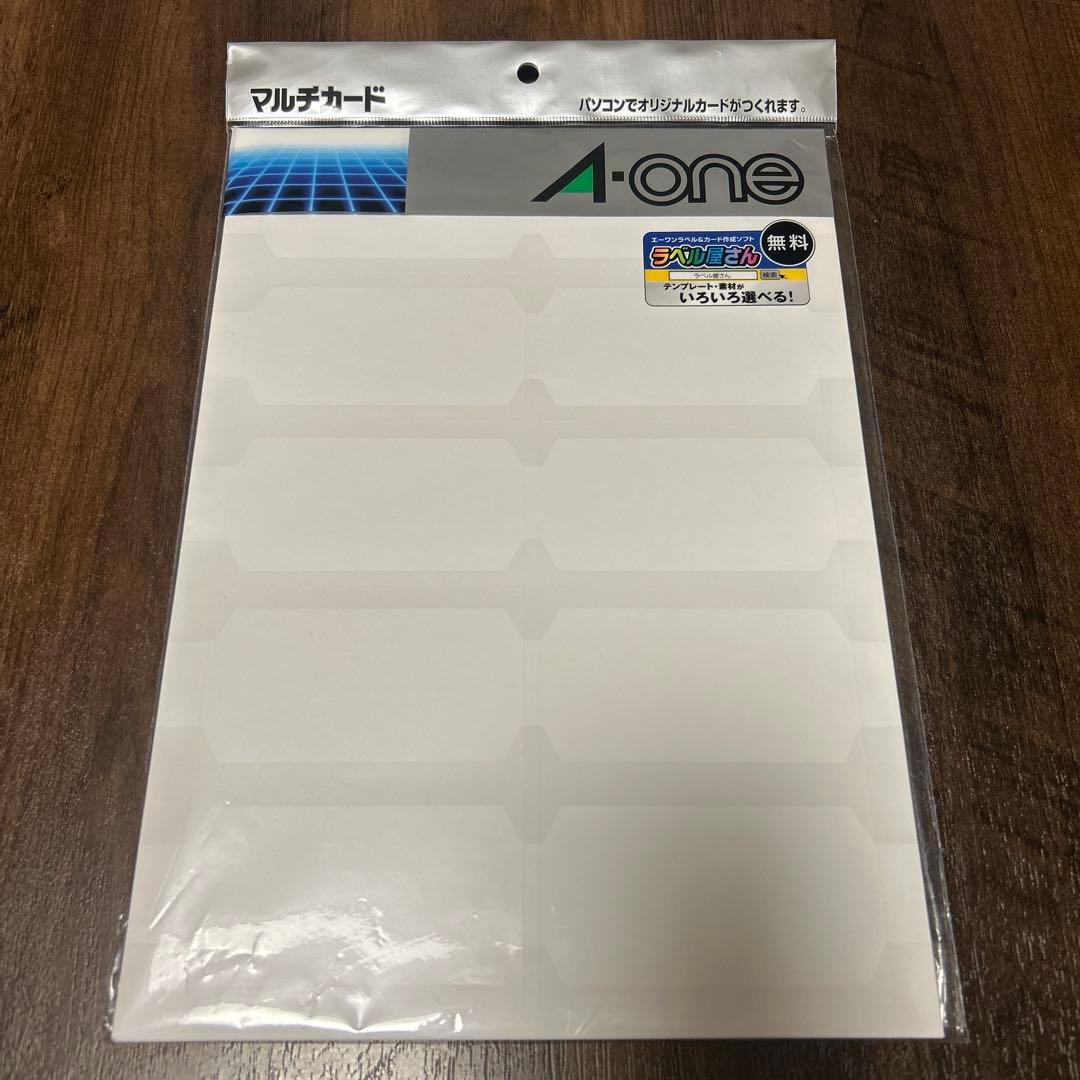 マルチカード
パソコンでオリジナルカードがつくれます。
A·one
エーワンラベル&カード作成ソフト
無料
ラベル屋さん
ラベル屋さん 検索
テンプレート・素材が
いろいろ選べる!